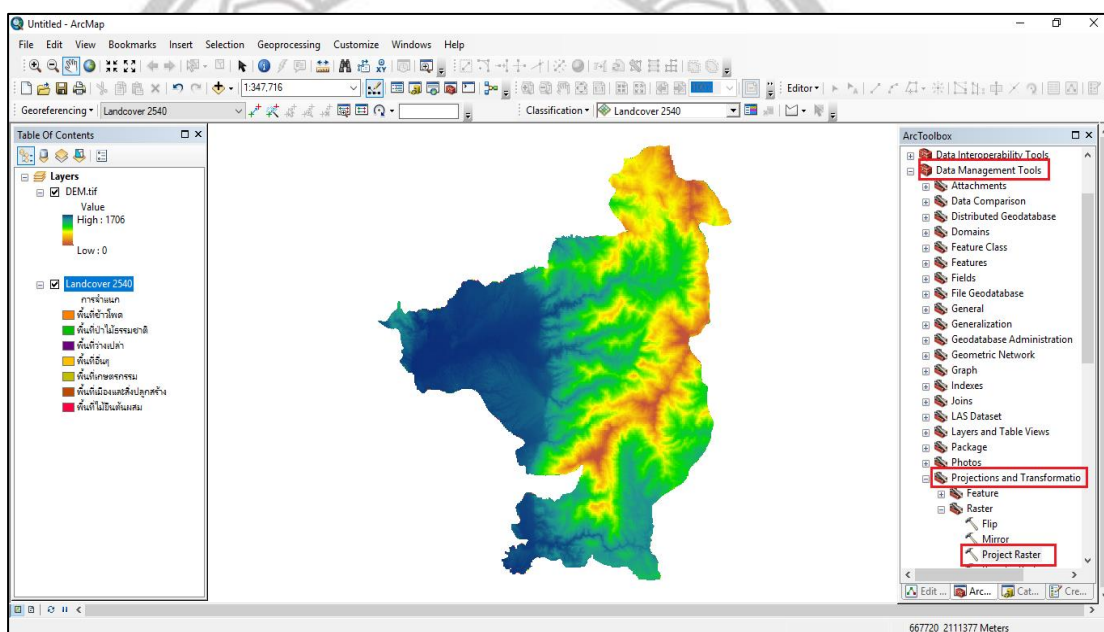 Untitled - ArcMap
File Edit View Bookmarks Insert Selection Geoprocessing Customize Windows Help
1:347,716
Editor
Georeferencing Landcover 2540
Classification Landcover 2540
Table Of Contents
Layers
DEM.tif
Value
High : 1706
Low : 0
Landcover 2540
การจำแนก
พื้นที่ข้าวโพด
พื้นที่ป่าไม้ธรรมชาติ
พื้นที่ว่างเปล่า
พื้นที่อื่นๆ
พื้นที่เกษตรกรรม
พื้นที่เมืองและสิ่งปลูกสร้าง
พื้นที่ไม้ยืนต้นผสม
ArcToolbox
Data Interoperability Tools
Data Management Tools
Attachments
Data Comparison
Distributed Geodatabase
Domains
Feature Class
Features
Fields
File Geodatabase
General
Generalization
Geodatabase Administration
Geometric Network
Graph
Indexes
Joins
LAS Dataset
Layers and Table Views
Package
Photos
Projections and Transformatio
Feature
Raster
Flip
Mirror
Project Raster
Edit ... Arc... Cat... Cre...
667720 2111377 Meters